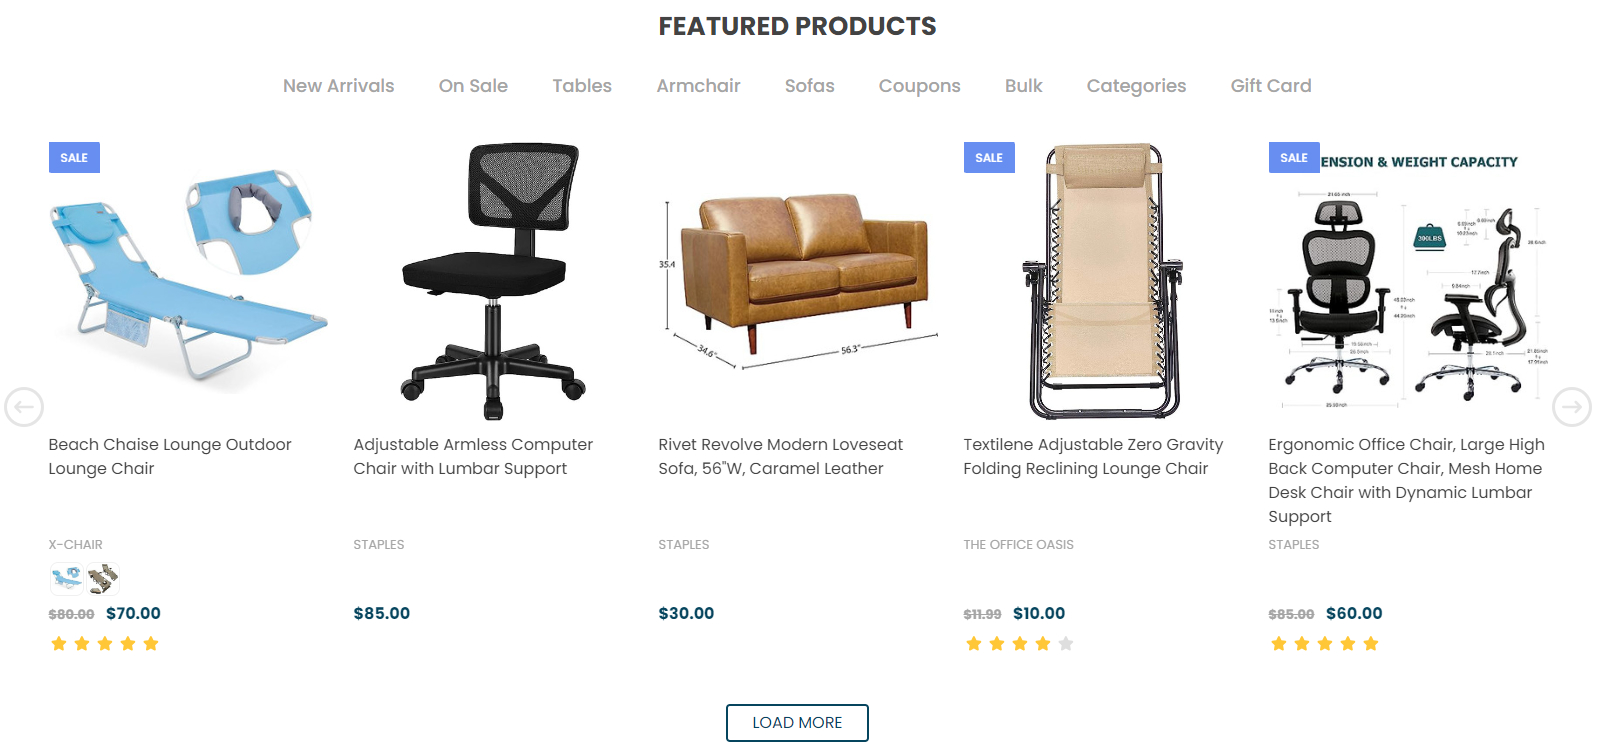 FEATURED PRODUCTS
New Arrivals On Sale Tables Armchair Sofas Coupons Bulk Categories Gift Card
SALE
35.4
34.6"
56.3"
SALE
SALE
ENSION & WEIGHT CAPACITY
300LBS
Beach Chaise Lounge Outdoor
Lounge Chair
X-CHAIR
$80.00 $70.00
Adjustable Armless Computer
Chair with Lumbar Support
STAPLES
$85.00
Rivet Revolve Modern Loveseat
Sofa, 56"W, Caramel Leather
STAPLES
$30.00
Textilene Adjustable Zero Gravity
Folding Reclining Lounge Chair
THE OFFICE OASIS
$11.99 $10.00
Ergonomic Office Chair, Large High
Back Computer Chair, Mesh Home
Desk Chair with Dynamic Lumbar
Support
STAPLES
$85.00 $60.00
LOAD MORE